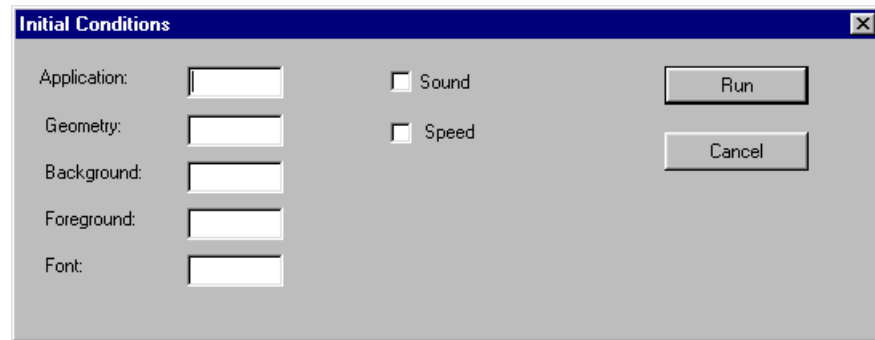 Initial Conditions
Application:
Sound
Run
Geometry:
Speed
Cancel
Background:
Foreground:
Font: